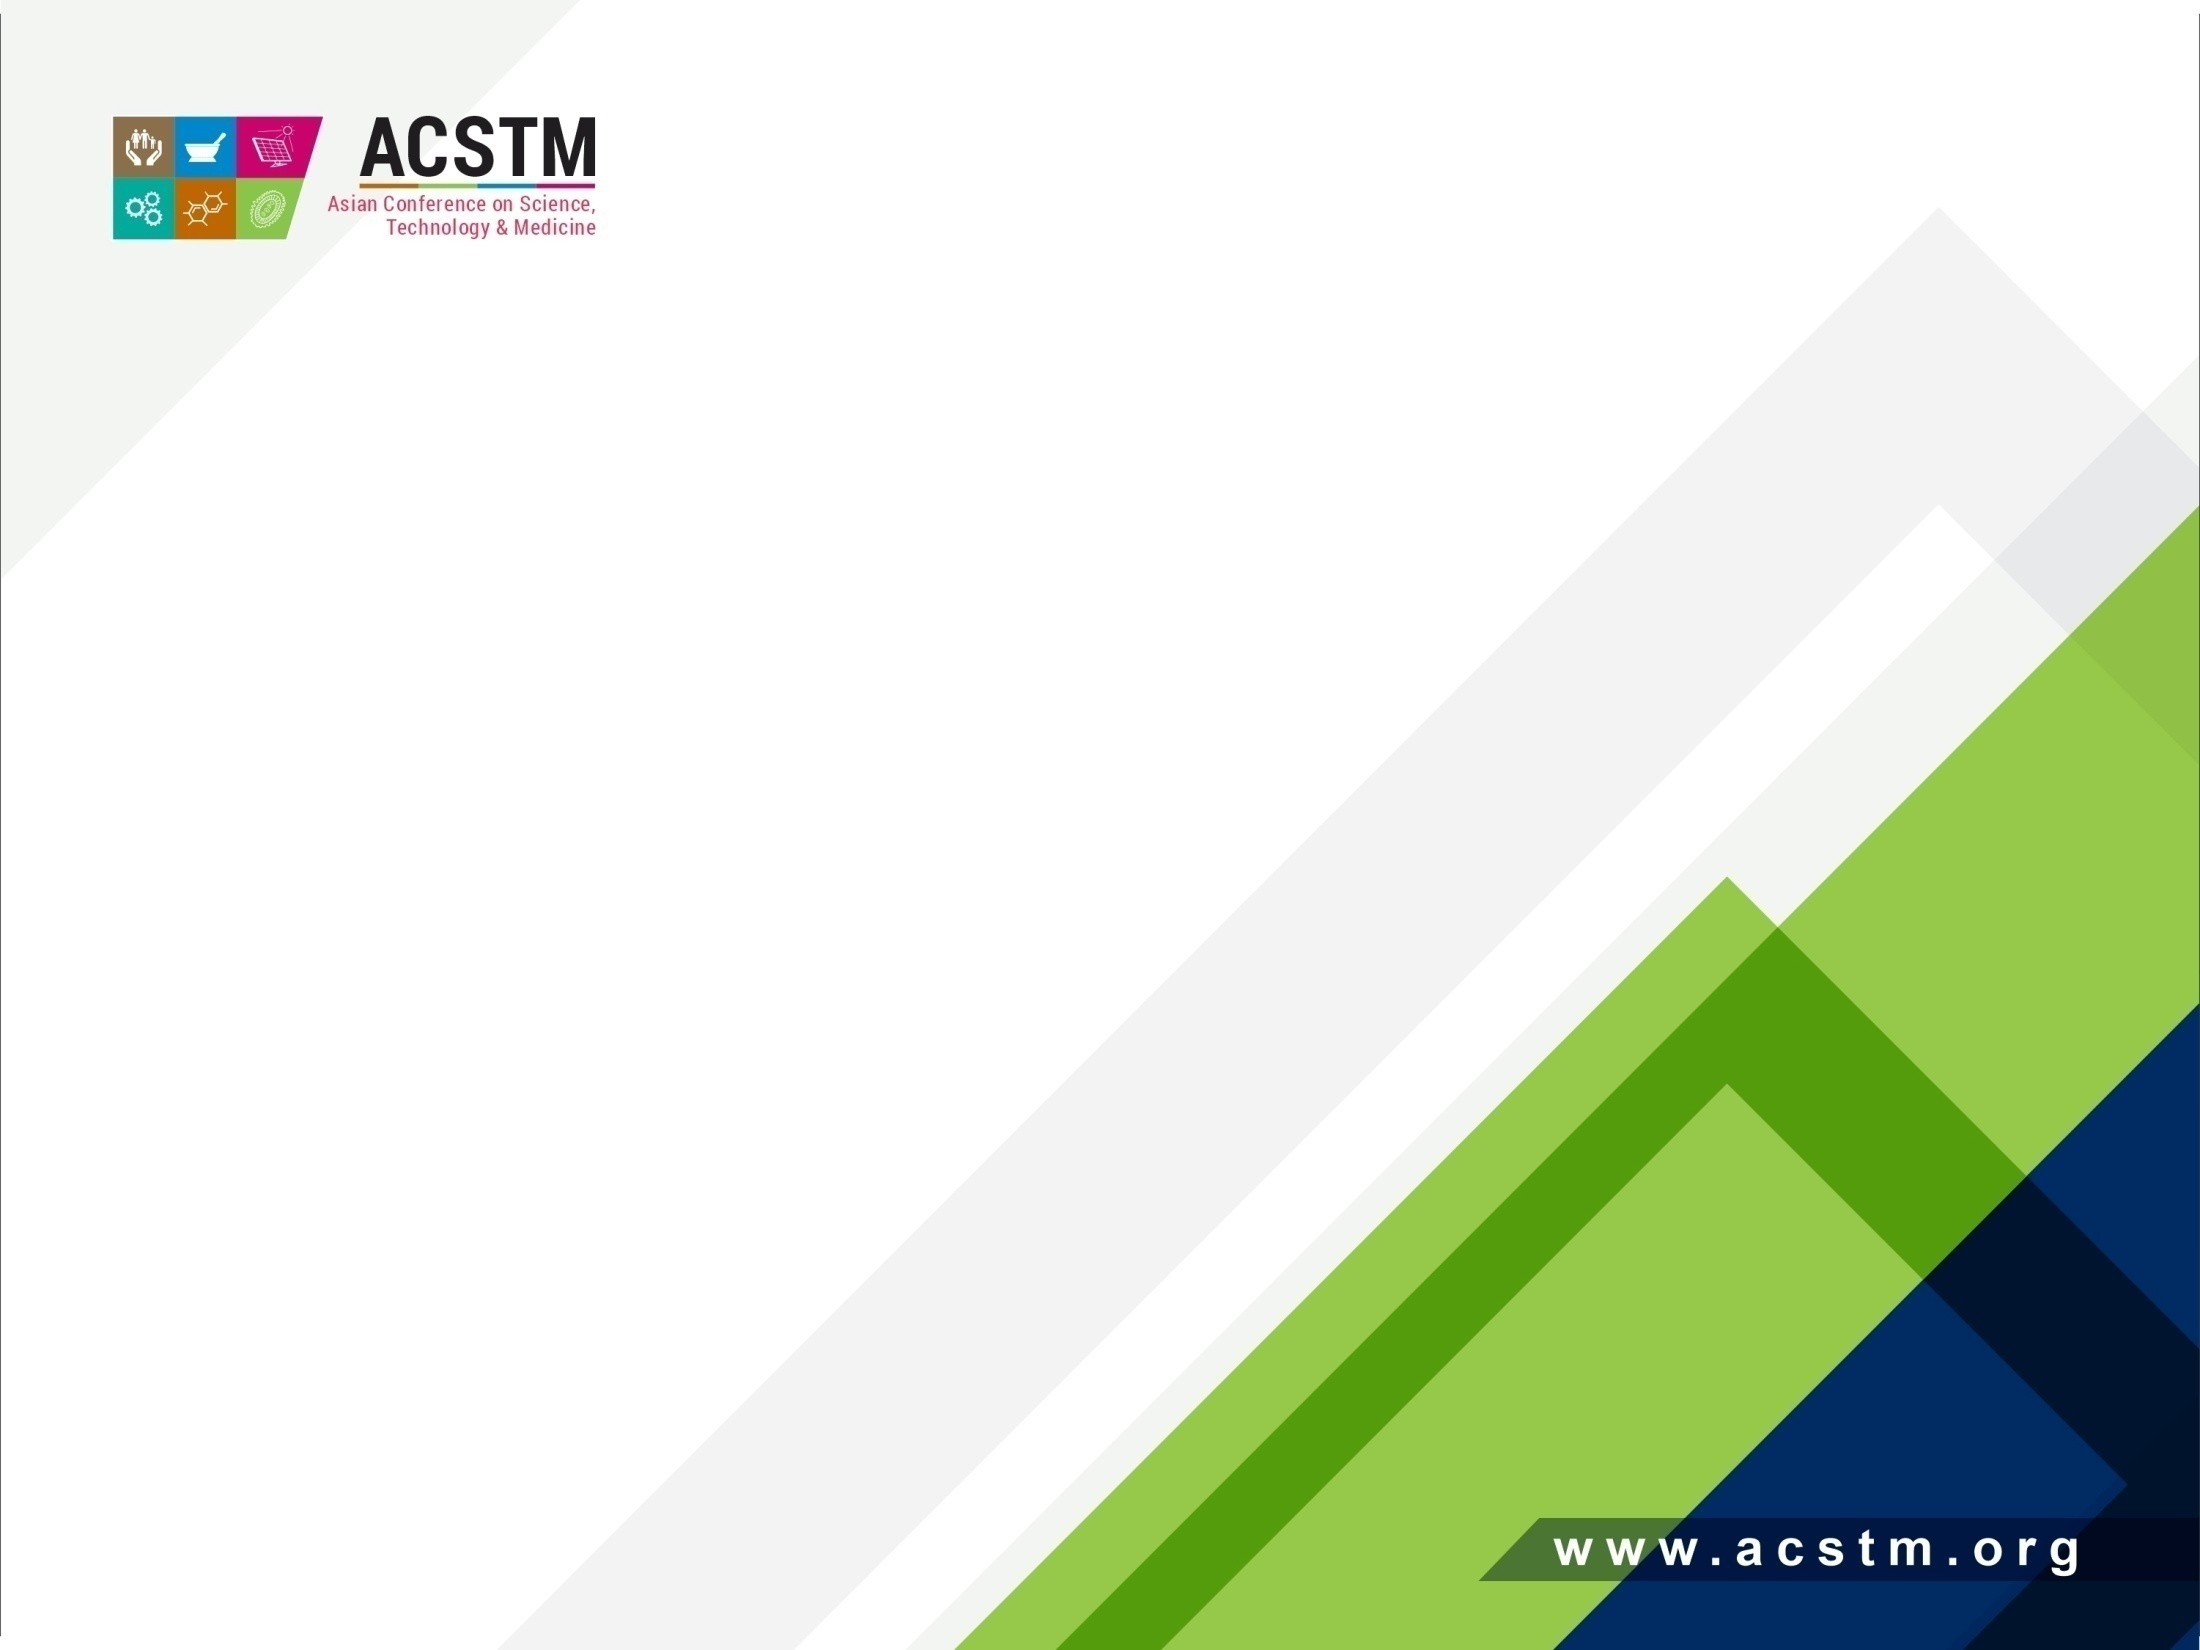 ACSTM
Asian Conference on Science,
Technology & Medicine
www.acstm.org